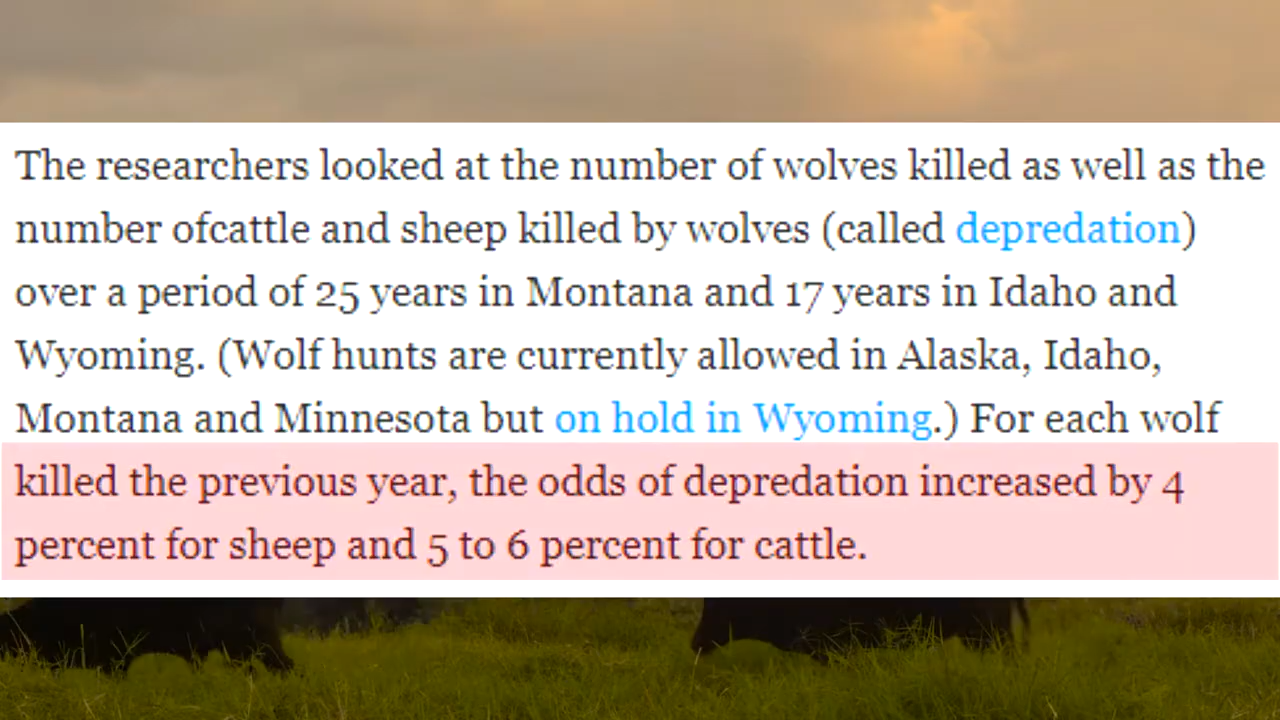 The researchers looked at the number of wolves killed as well as the
number ofcattle and sheep killed by wolves (called depredation)
over a period of 25 years in Montana and 17 years in Idaho and
Wyoming. (Wolf hunts are currently allowed in Alaska, Idaho,
Montana and Minnesota but on hold in Wyoming.) For each wolf
killed the previous year, the odds of depredation increased by 4
percent for sheep and 5 to 6 percent for cattle.